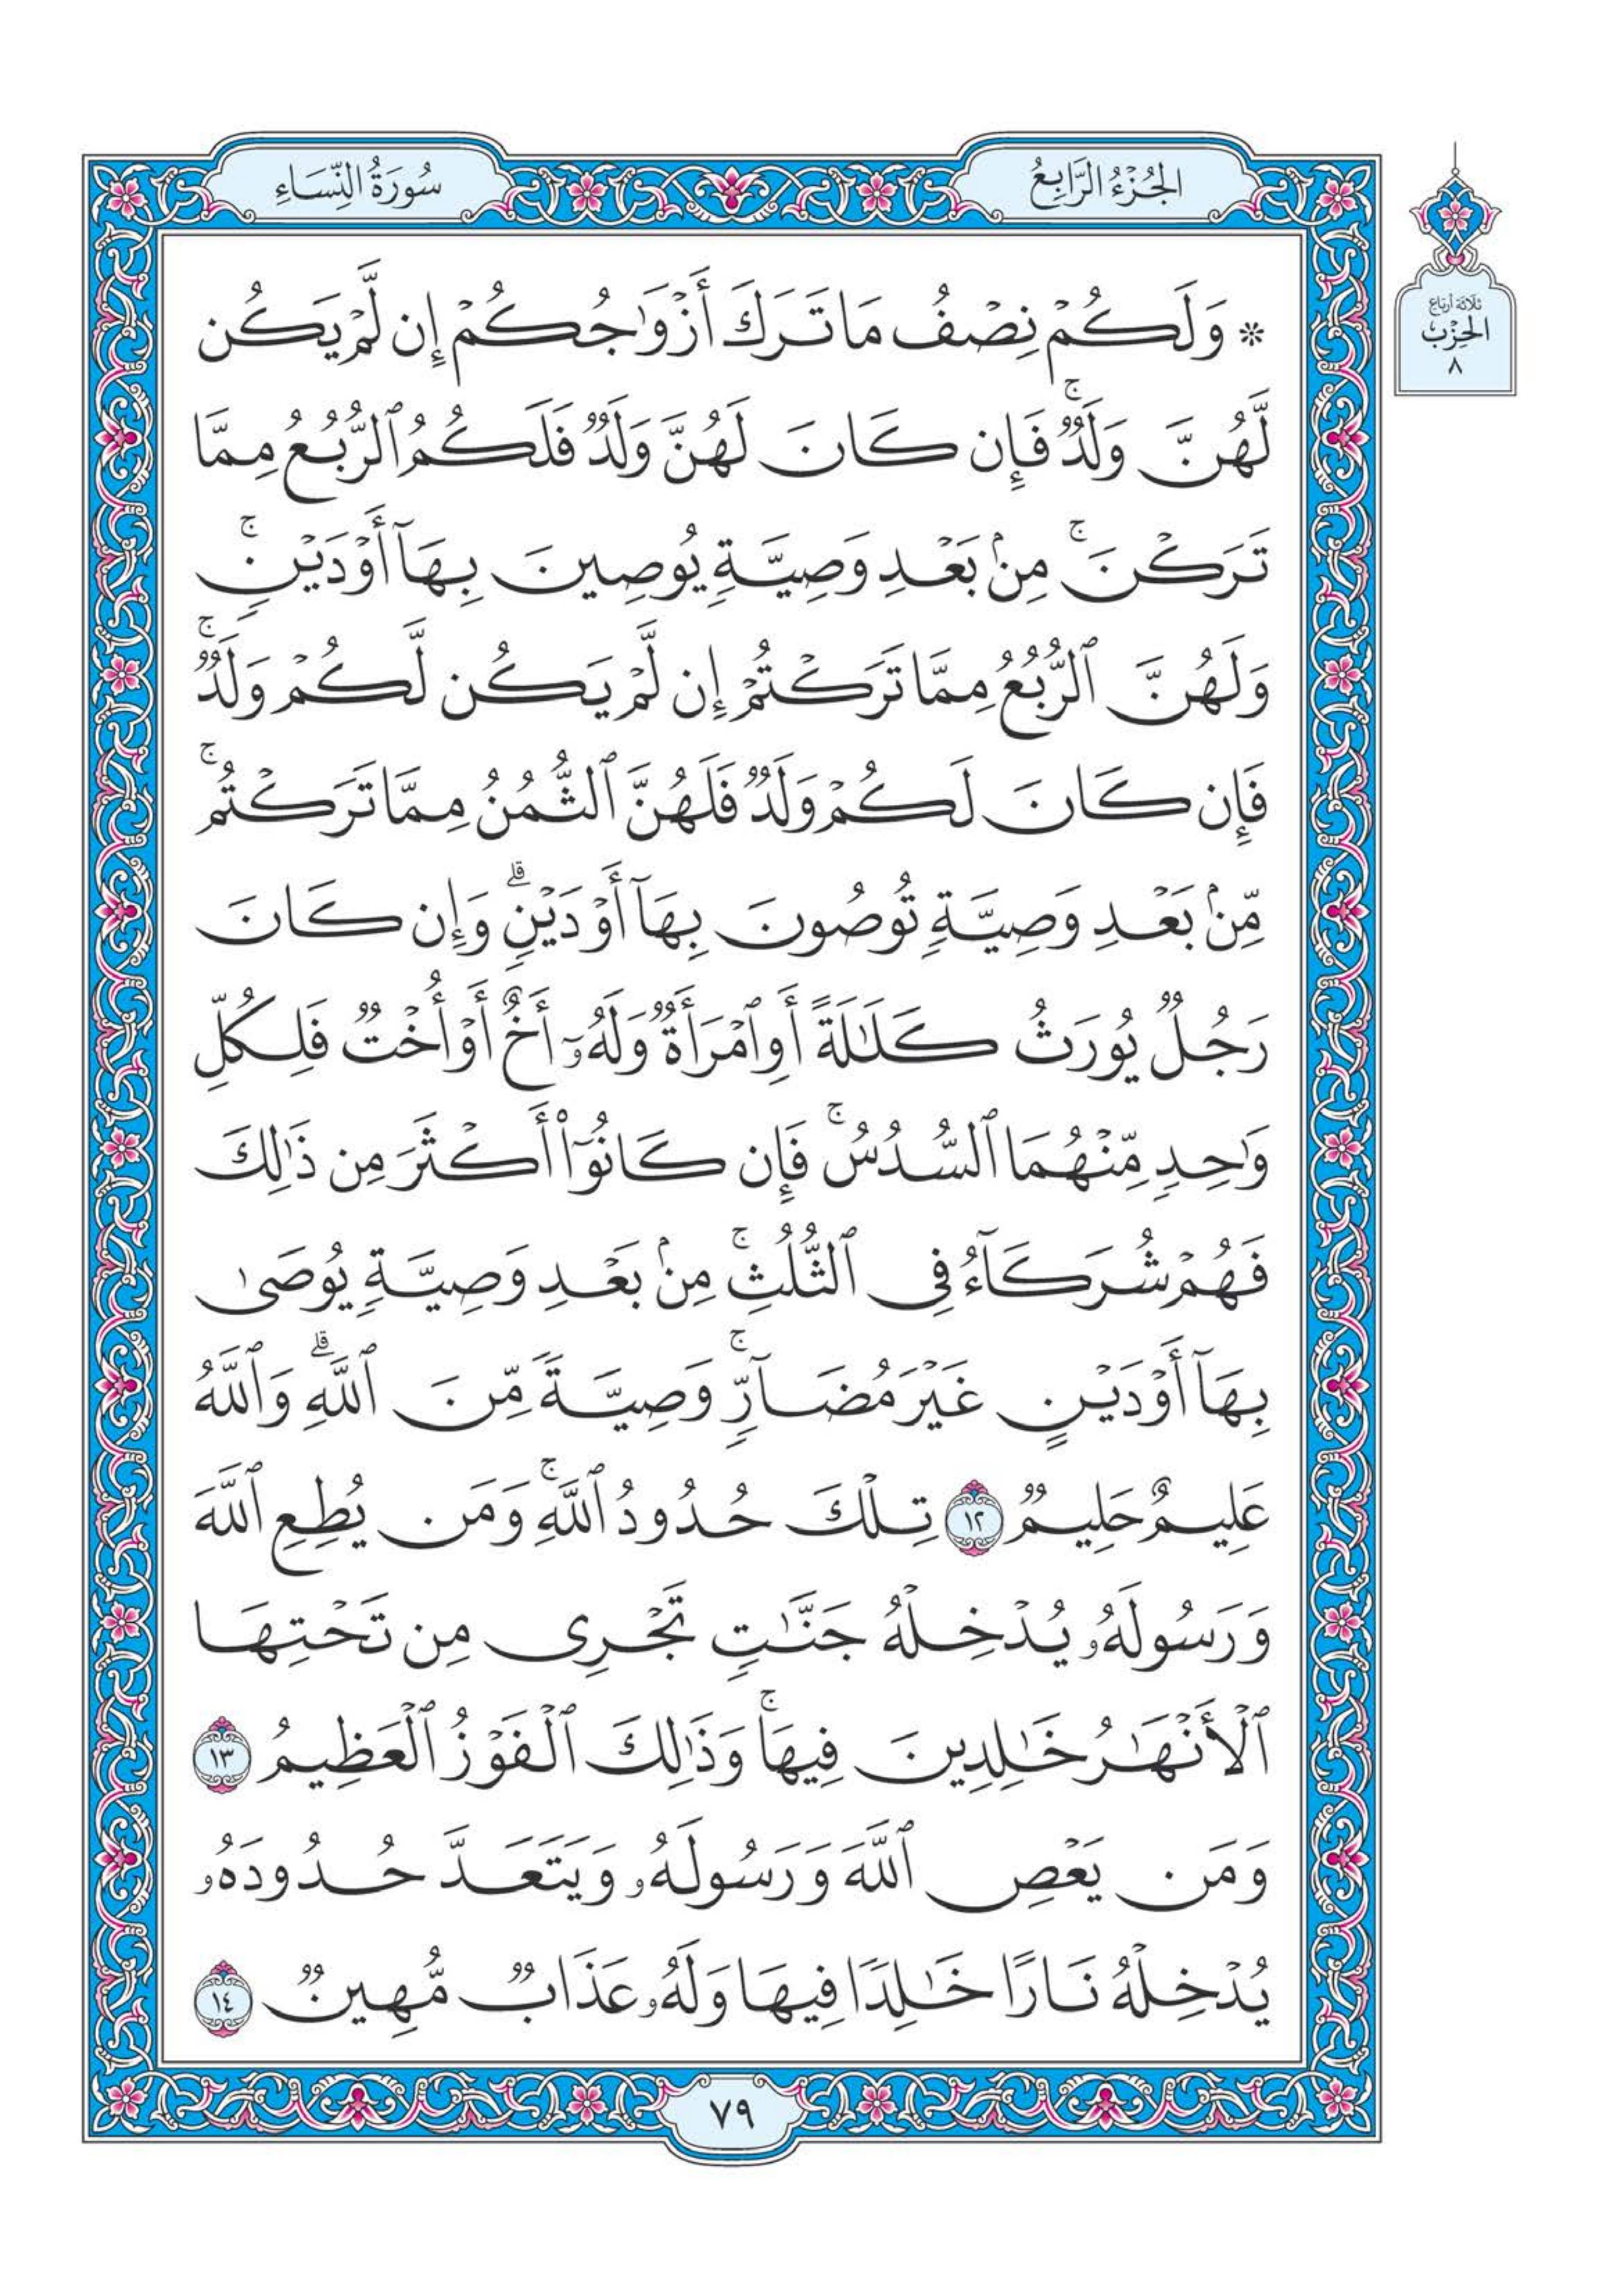 الجُزْءُ الرَّابِعُ
سُورَةُ النِّسَاءِ
ثلاثة أرباع
الحِزْب
٨
* وَلَكُمْ نِصْفُ مَا تَرَكَ أَزْوَٰجُكُمْ إِن لَّمْ يَكُن
لَّهُنَّ وَلَدٌۚ فَإِن كَانَ لَهُنَّ وَلَدٌ فَلَكُمُ ٱلرُّبُعُ مِمَّا
تَرَكْنَۚ مِنۢ بَعْدِ وَصِيَّةٍ يُوصِينَ بِهَآ أَوْ دَيْنٍۚ
وَلَهُنَّ ٱلرُّبُعُ مِمَّا تَرَكْتُمْ إِن لَّمْ يَكُن لَّكُمْ وَلَدٌۚ
فَإِن كَانَ لَكُمْ وَلَدٌ فَلَهُنَّ ٱلثُّمُنُ مِمَّا تَرَكْتُمۚ
مِّنۢ بَعْدِ وَصِيَّةٍ تُوصُونَ بِهَآ أَوْ دَيْنٍۗ وَإِن كَانَ
رَجُلٌ يُورَثُ كَلَٰلَةً أَوِ ٱمْرَأَةٌ وَلَهُۥٓ أَخٌ أَوْ أُخْتٌ فَلِكُلِّ
وَٰحِدٍ مِّنْهُمَا ٱلسُّدُسُۚ فَإِن كَانُوٓا۟ أَكْثَرَ مِن ذَٰلِكَ
فَهُمْ شُرَكَآءُ فِى ٱلثُّلُثِۚ مِنۢ بَعْدِ وَصِيَّةٍ يُوصَىٰ
بِهَآ أَوْ دَيْنٍ غَيْرَ مُضَآرٍّۚ وَصِيَّةً مِّنَ ٱللَّهِۗ وَٱللَّهُ
عَلِيمٌ حَلِيمٌ ١٢ تِلْكَ حُدُودُ ٱللَّهِۚ وَمَن يُطِعِ ٱللَّهَ
وَرَسُولَهُۥ يُدْخِلْهُ جَنَّٰتٍ تَجْرِى مِن تَحْتِهَا
ٱلْأَنْهَٰرُ خَٰلِدِينَ فِيهَاۚ وَذَٰلِكَ ٱلْفَوْزُ ٱلْعَظِيمُ ١٣
وَمَن يَعْصِ ٱللَّهَ وَرَسُولَهُۥ وَيَتَعَدَّ حُدُودَهُۥ
يُدْخِلْهُ نَارًا خَٰلِدًا فِيهَا وَلَهُۥ عَذَابٌ مُّهِينٌ ١٤
٧٩